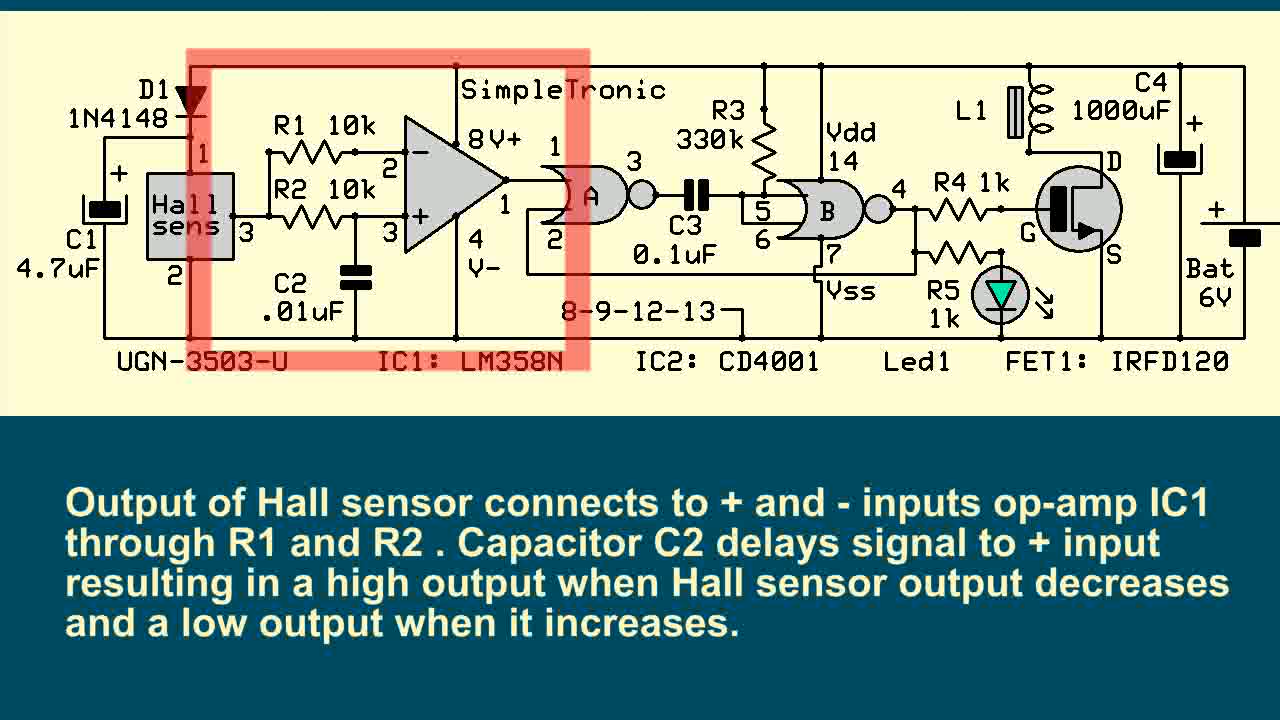 D1
1N4148
SimpleTronic
C4
1000uF
L1
R3
330k
R1 10k
8 V+
Vdd
14
1
1
2
R2 10k
3
A
4
R4 1k
D
+
+
Hall
sens
3
2
3
+
-
1
2
5
6
B
G
S
+
C1
4.7uF
C3
0.1uF
7
4
V-
C2
.01uF
Vss
R5
1k
Bat
6V
8-9-12-13
UGN-3503-U
IC1: LM358N
IC2: CD4001
Led1
FET1: IRFD120
Output of Hall sensor connects to + and - inputs op-amp IC1
through R1 and R2 . Capacitor C2 delays signal to + input
resulting in a high output when Hall sensor output decreases
and a low output when it increases.